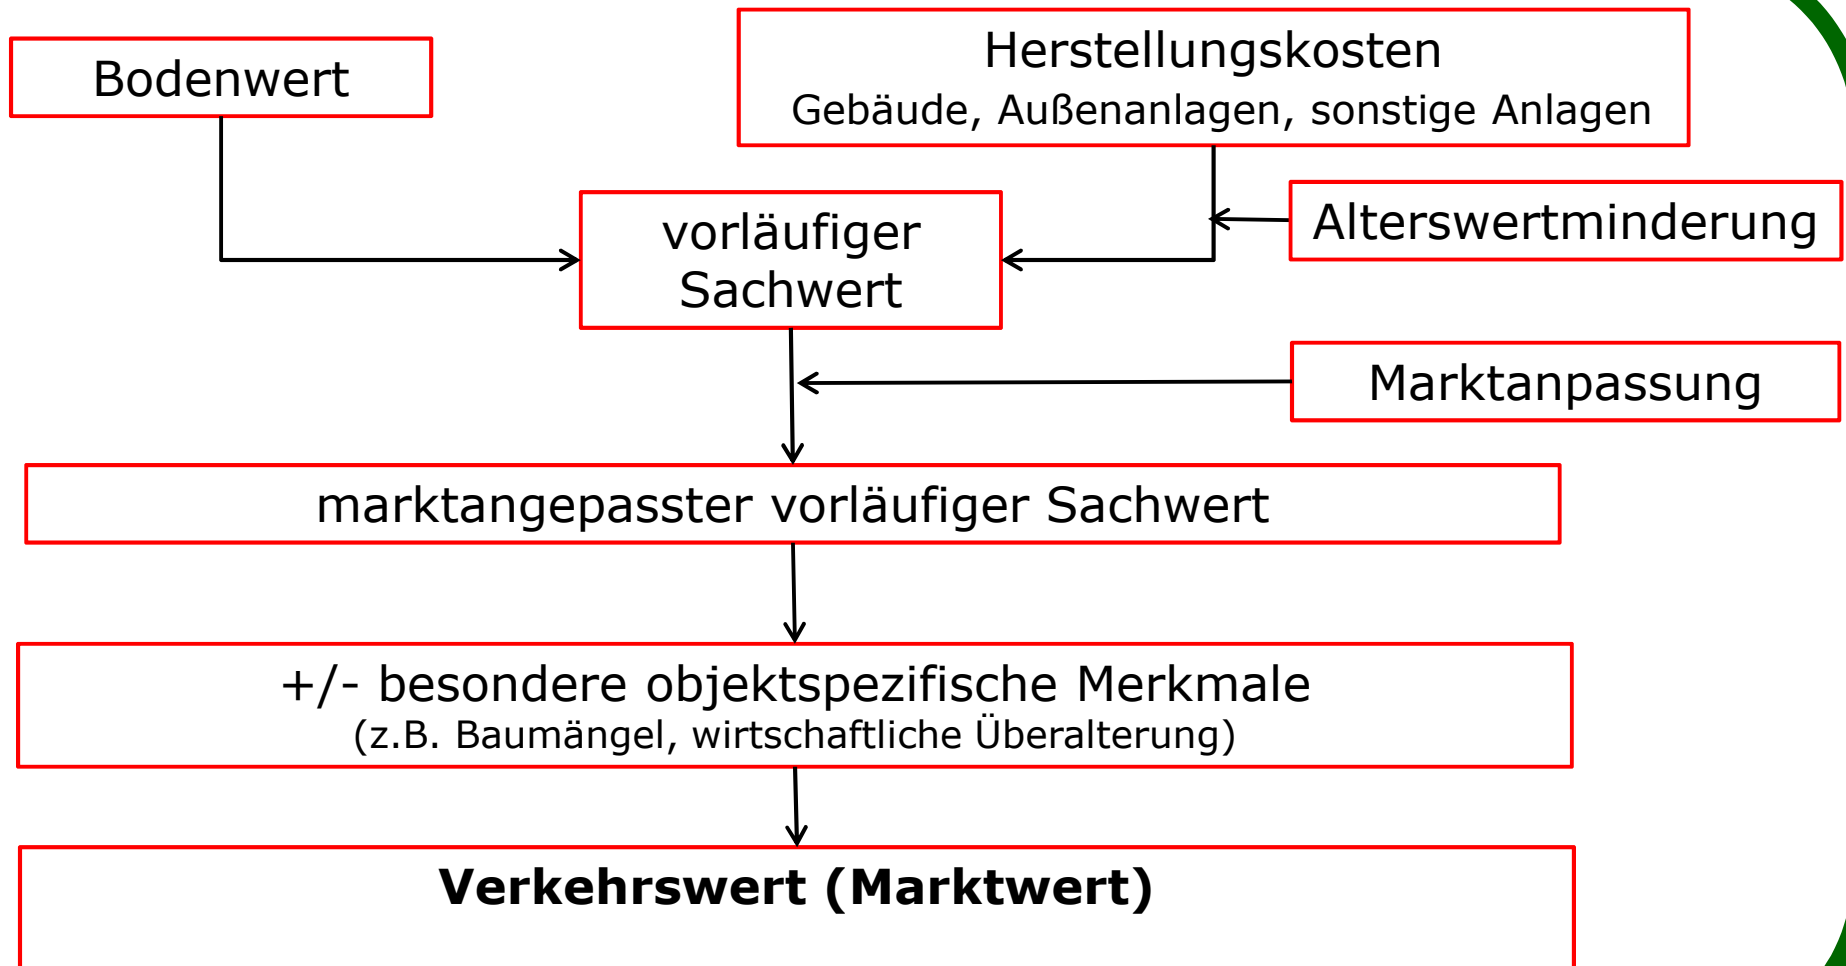 Bodenwert
Herstellungskosten
Gebäude, Außenanlagen, sonstige Anlagen
vorläufiger
Sachwert
Alterswertminderung
Marktanpassung
marktangepasster vorläufiger Sachwert
+/- besondere objektspezifische Merkmale
(z.B. Baumängel, wirtschaftliche Überalterung)
Verkehrswert (Marktwert)